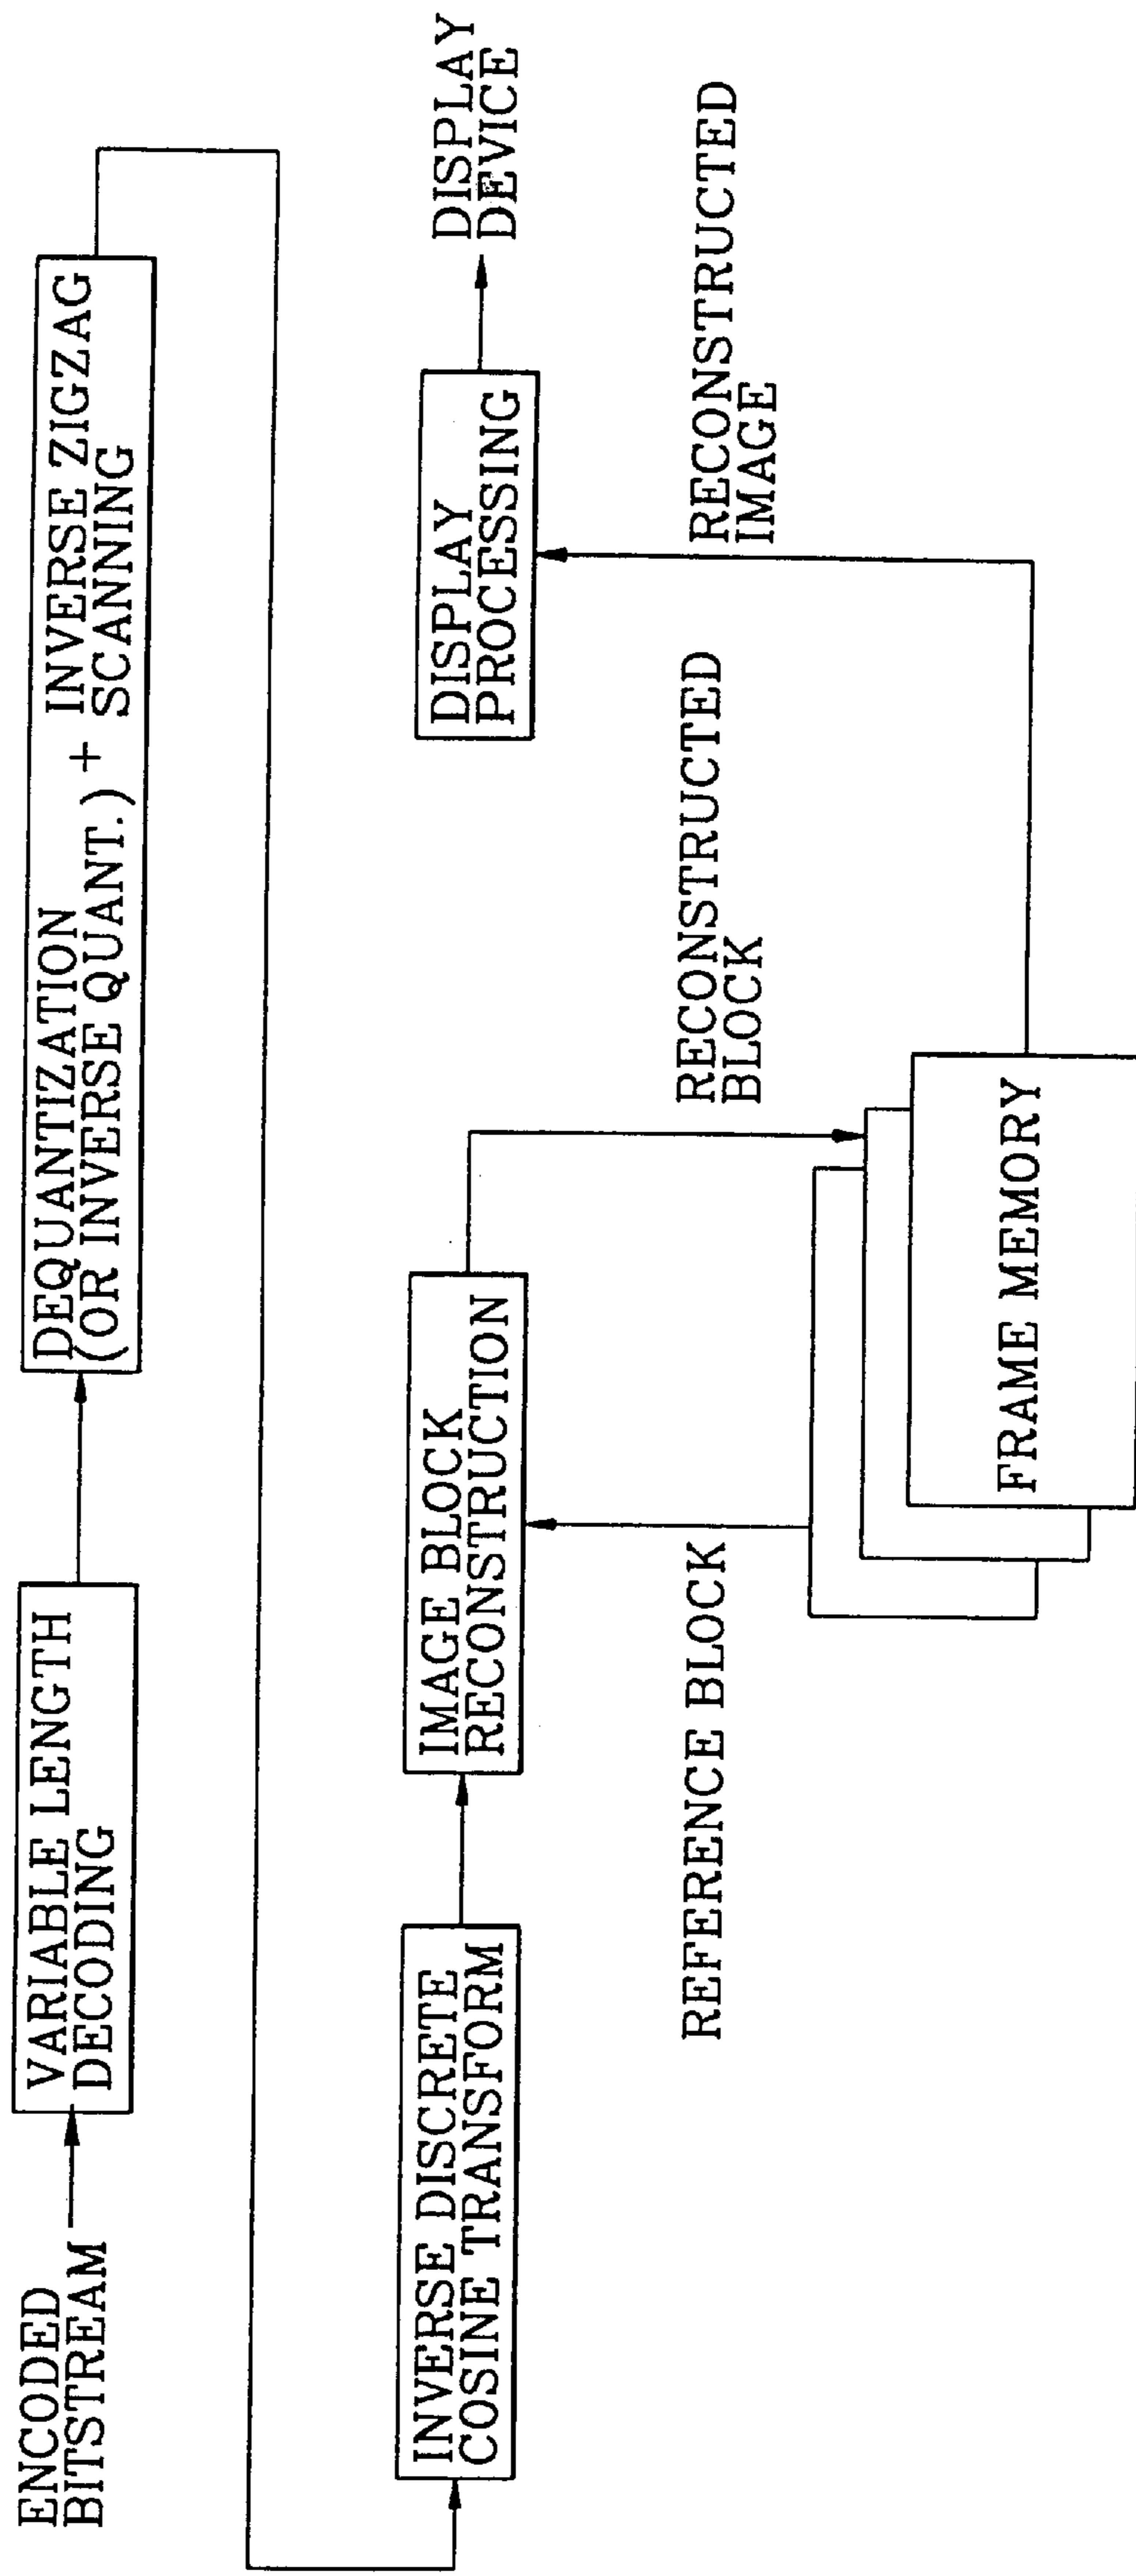 ENCODED
BITSTREAM
VARIABLE LENGTH
DECODING
DEQUANTIZATION
(OR INVERSE QUANT.) +
INVERSE ZIGZAG
SCANNING
INVERSE DISCRETE
COSINE TRANSFORM
IMAGE BLOCK
RECONSTRUCTION
DISPLAY
PROCESSING
DISPLAY
DEVICE
REFERENCE BLOCK
RECONSTRUCTED
BLOCK
RECONSTRUCTED
IMAGE
FRAME MEMORY